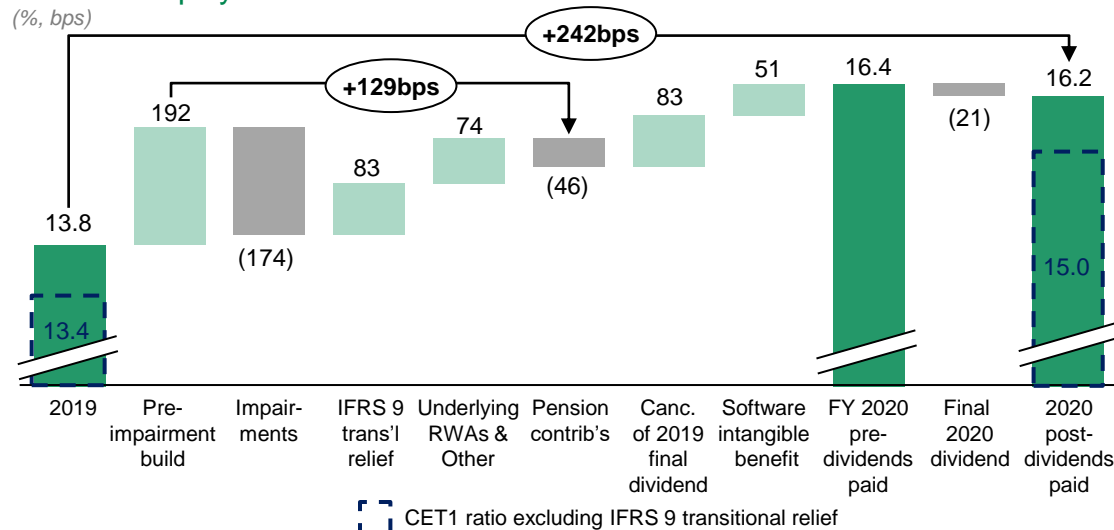 (%, bps)
+242bps
+129bps
13.8
13.4
192
(174)
83
74
(46)
83
51
16.4
(21)
16.2
15.0
2019
Pre-
impairment
build
Impair-
ments
IFRS 9
trans'l
relief
Underlying
RWAs &
Other
Pension
contrib's
Canc.
of 2019
final
dividend
Software
intangible
benefit
FY 2020
pre-
dividends
paid
Final
2020
dividend
2020
post-
dividends
paid
CET1 ratio excluding IFRS 9 transitional relief